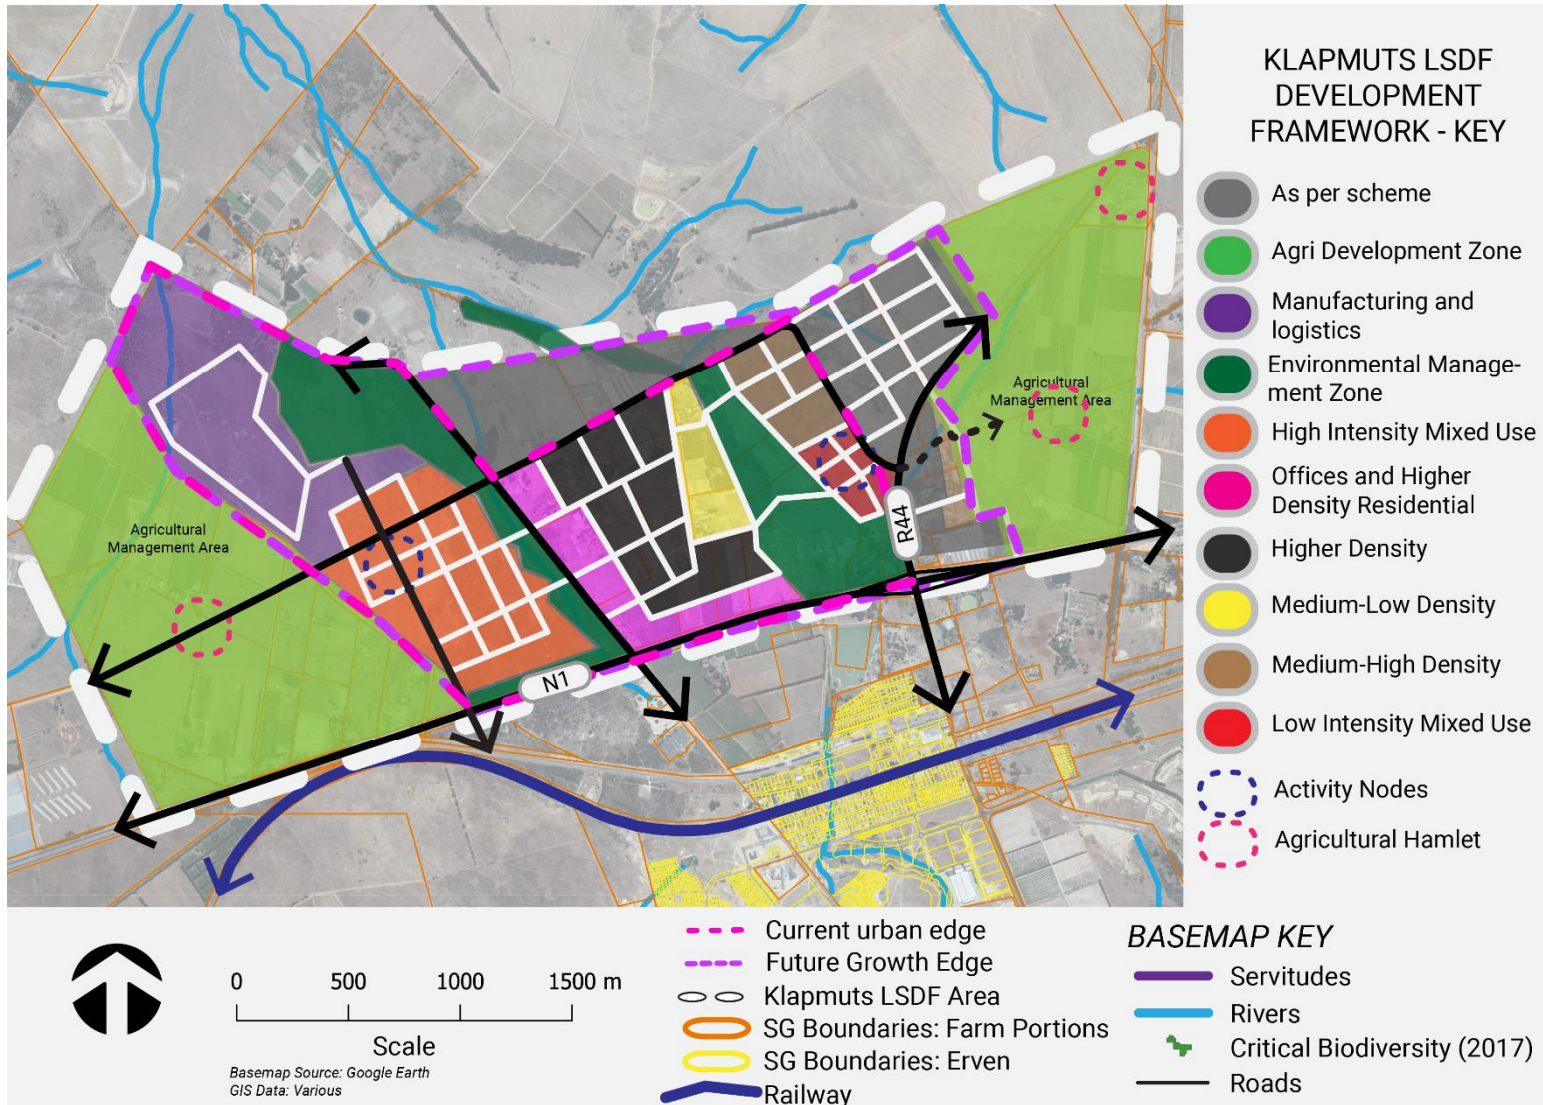 KLAPMUTS LSDF
DEVELOPMENT
FRAMEWORK - KEY
As per scheme
Agri Development Zone
Manufacturing and
logistics
Environmental Manage-
ment Zone
High Intensity Mixed Use
Offices and Higher
Density Residential
Higher Density
Medium-Low Density
Medium-High Density
Low Intensity Mixed Use
Activity Nodes
Agricultural Hamlet
Agricultural
Management Area
Agricultural
Management Area
R44
N1
0 500 1000 1500 m
Scale
Basemap Source: Google Earth
GIS Data: Various
Current urban edge
Future Growth Edge
Klapmuts LSDF Area
SG Boundaries: Farm Portions
SG Boundaries: Erven
Railway
BASEMAP KEY
Servitudes
Rivers
Critical Biodiversity (2017)
Roads